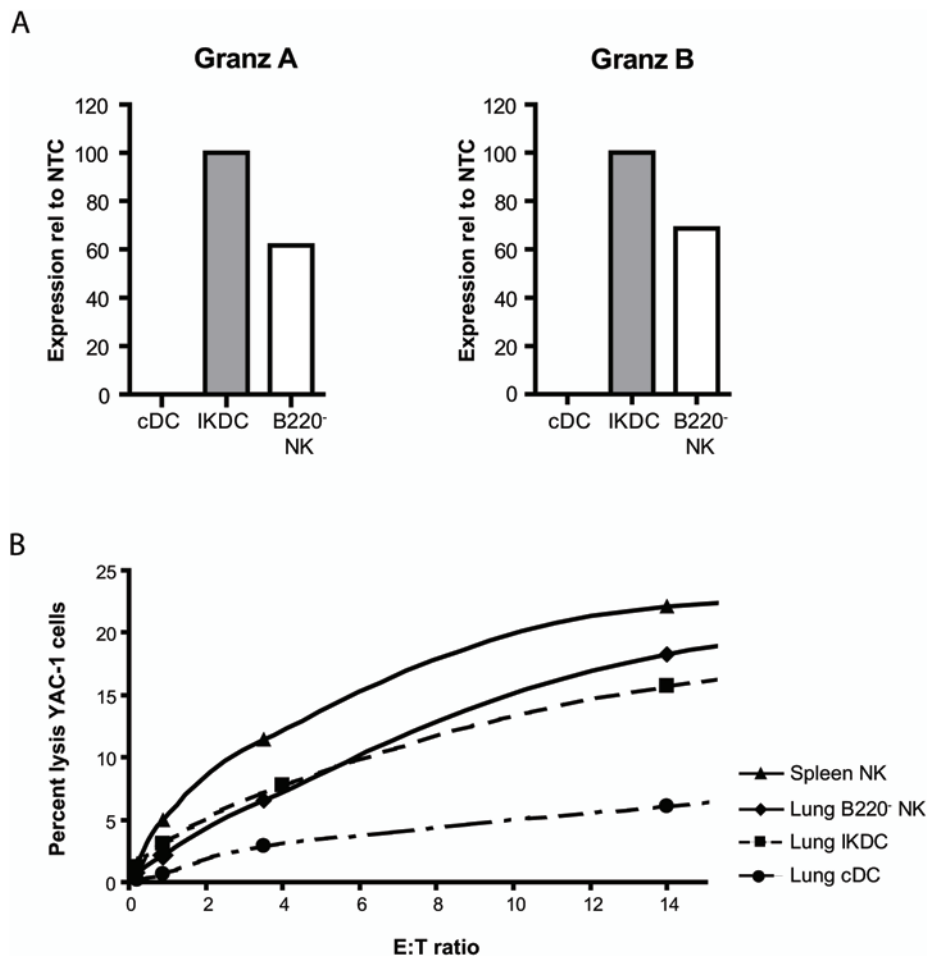 A
Granz A
Granz B
Expression rel to NTC
120
100
80
60
40
20
0
cDC
IKDC
B220-
NK
Expression rel to NTC
120
100
80
60
40
20
0
cDC
IKDC
B220-
NK
B
Percent lysis YAC-1 cells
25
20
15
10
5
0
0 2 4 6 8 10 12 14
E:T ratio
Spleen NK
Lung B220- NK
Lung IKDC
Lung cDC